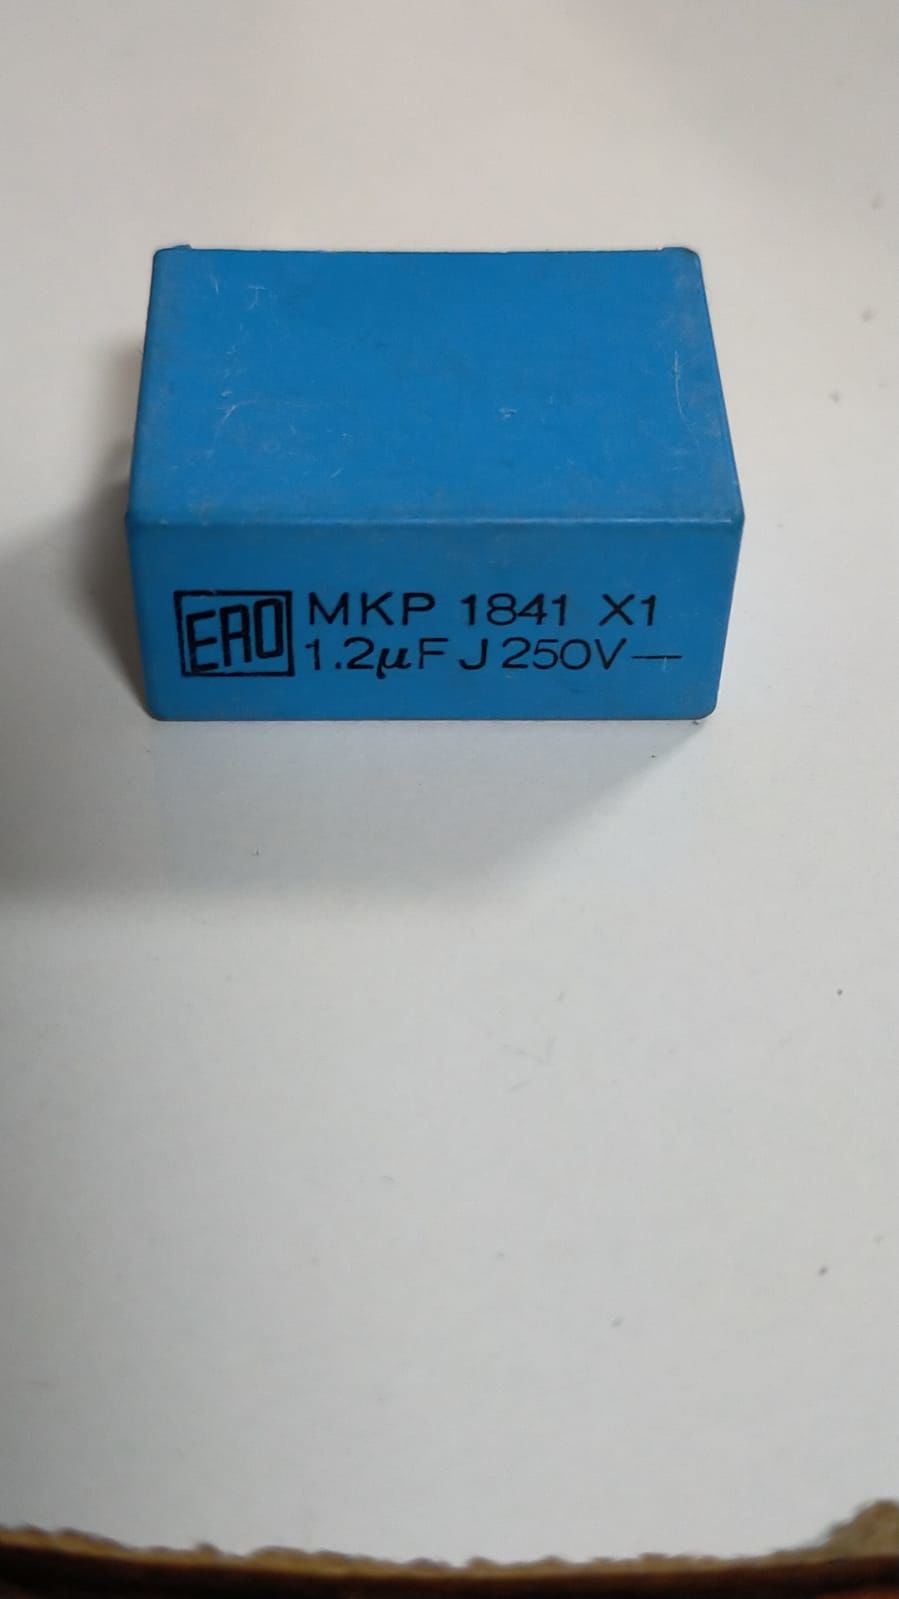 ERO MKP 1841 X1
1.2μF J 250V—